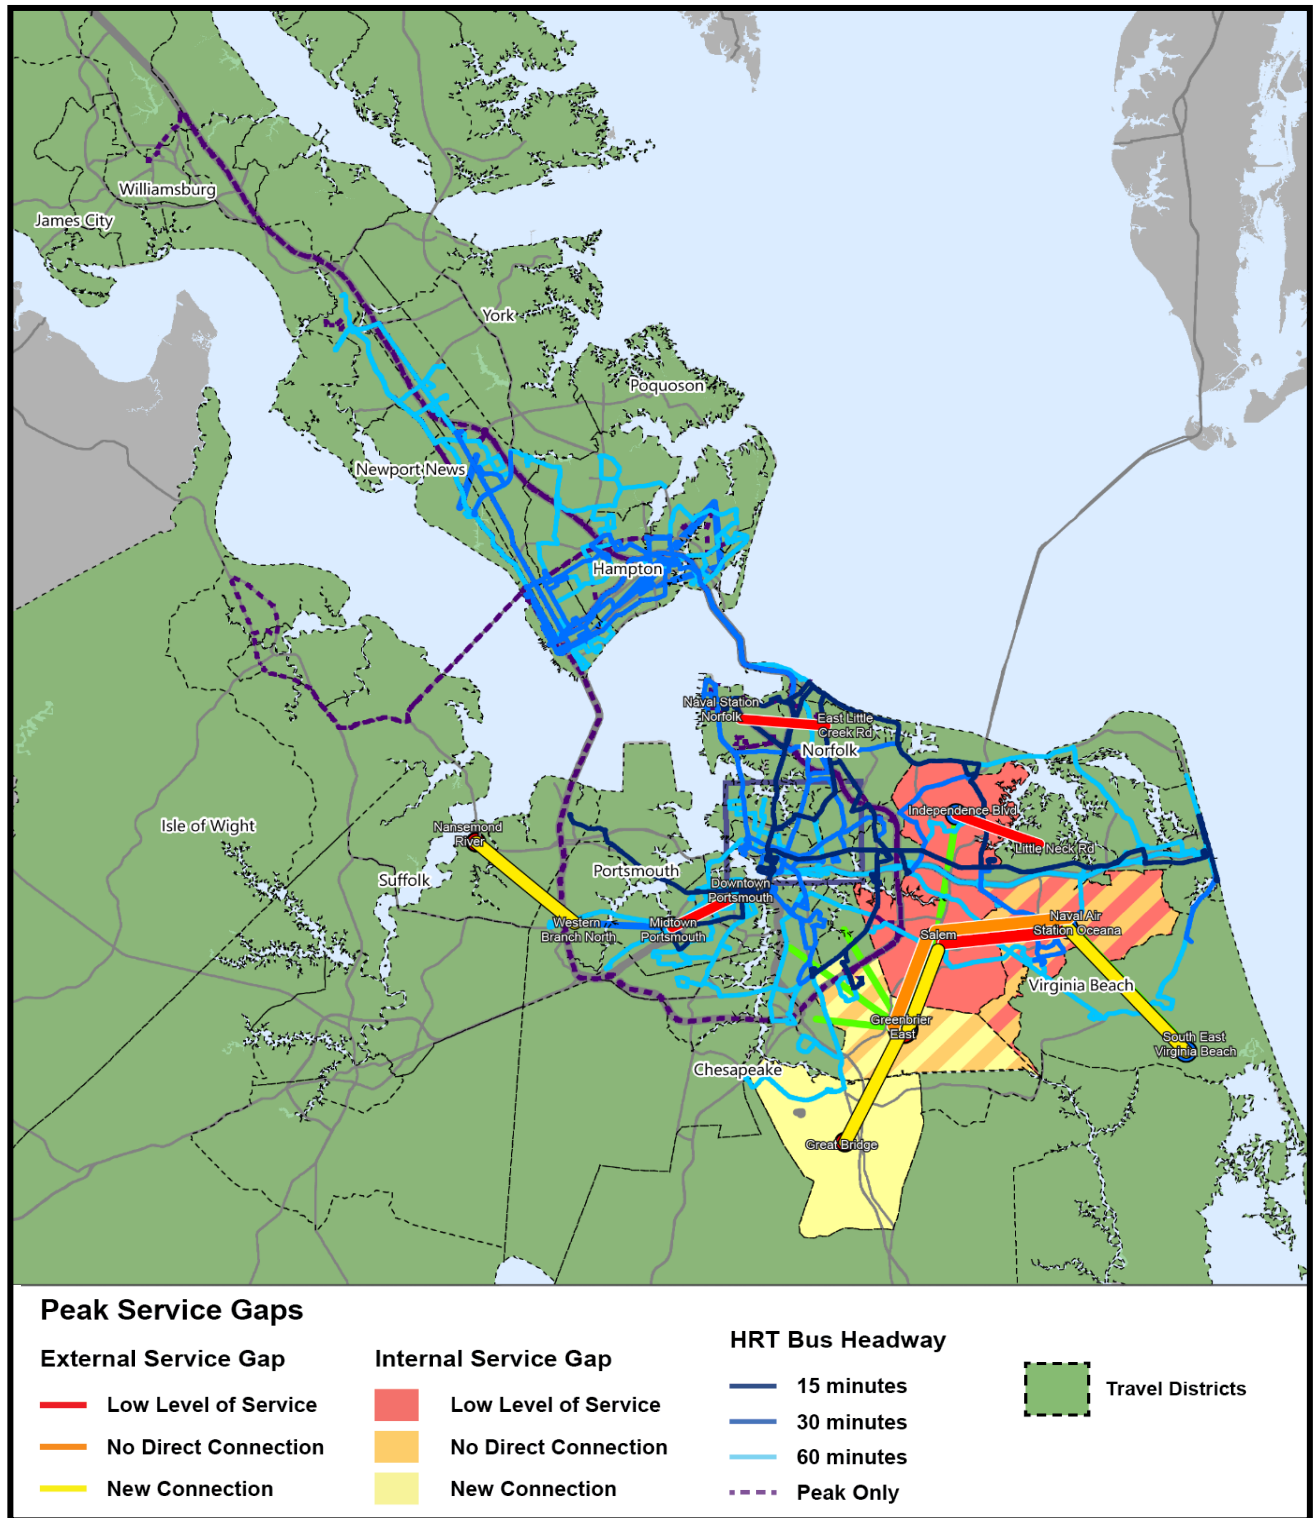 Williamsburg
James City
York
Poquoson
Newport News
Hampton
Naval Station
Norfolk
East Little
Creek Rd
Norfolk
Independence Blvd
Little Neck Rd
Isle of Wight
Nansemond
River
Suffolk
Portsmouth
Downtown
Portsmouth
Western
Branch North
Midtown
Portsmouth
Salem
Naval Air
Station Oceana
Virginia Beach
Greenbrier
East
South East
Virginia Beach
Chesapeake
Great Bridge
Peak Service Gaps
External Service Gap
Low Level of Service
No Direct Connection
New Connection
Internal Service Gap
Low Level of Service
No Direct Connection
New Connection
HRT Bus Headway
15 minutes
30 minutes
60 minutes
Peak Only
Travel Districts